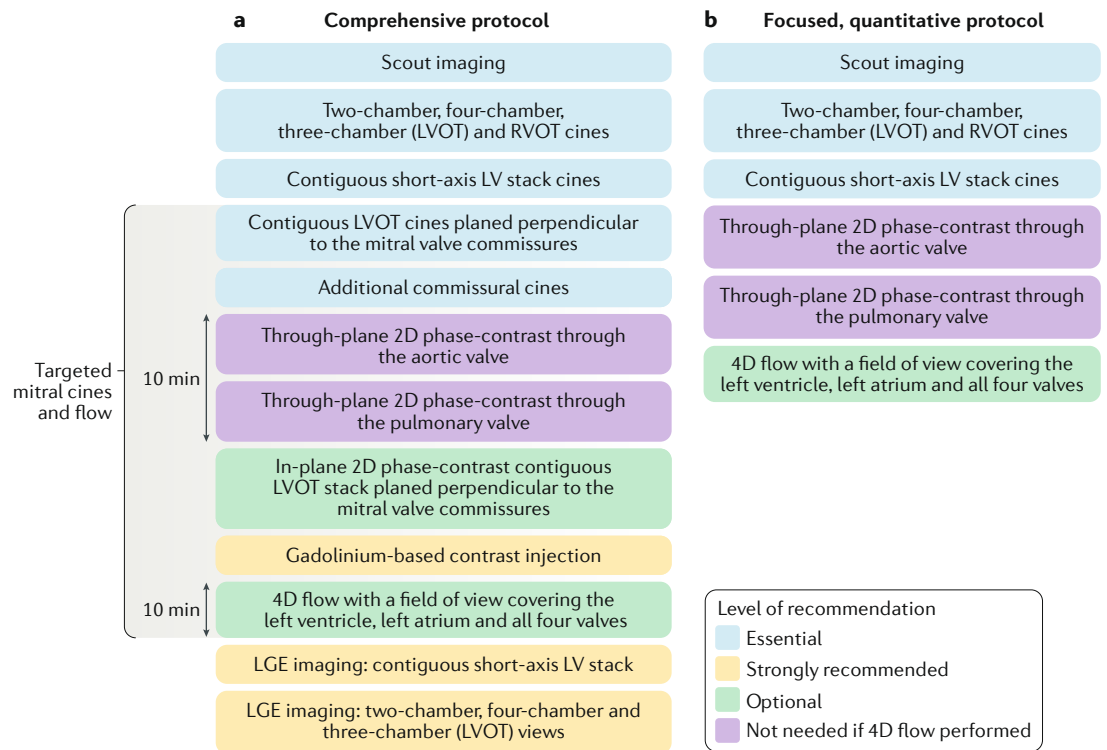 a Comprehensive protocol
Scout imaging
Two-chamber, four-chamber,
three-chamber (LVOT) and RVOT cines
Contiguous short-axis LV stack cines
Contiguous LVOT cines planed perpendicular
to the mitral valve commissures
Additional commissural cines
Through-plane 2D phase-contrast through
the aortic valve
Through-plane 2D phase-contrast through
the pulmonary valve
In-plane 2D phase-contrast contiguous
LVOT stack planed perpendicular to the
mitral valve commissures
Gadolinium-based contrast injection
4D flow with a field of view covering the
left ventricle, left atrium and all four valves
LGE imaging: contiguous short-axis LV stack
LGE imaging: two-chamber, four-chamber and
three-chamber (LVOT) views
Targeted
mitral cines
and flow
10 min
10 min
b Focused, quantitative protocol
Scout imaging
Two-chamber, four-chamber,
three-chamber (LVOT) and RVOT cines
Contiguous short-axis LV stack cines
Through-plane 2D phase-contrast through
the aortic valve
Through-plane 2D phase-contrast through
the pulmonary valve
4D flow with a field of view covering the
left ventricle, left atrium and all four valves
Level of recommendation
Essential
Strongly recommended
Optional
Not needed if 4D flow performed